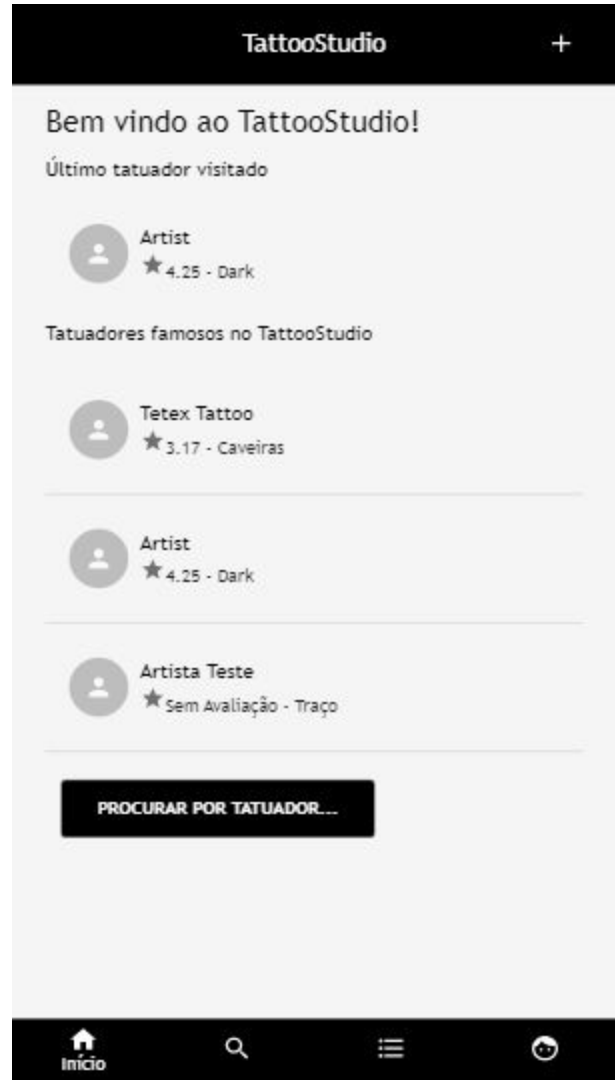 TattooStudio +
Bem vindo ao TattooStudio!
Último tatuador visitado
Artist
4.25 - Dark
Tatuadores famosos no TattooStudio
Tetex Tattoo
3.17 - Caveiras
Artist
4.25 - Dark
Artista Teste
Sem Avaliação - Traço
PROCURAR POR TATUADOR...
Início